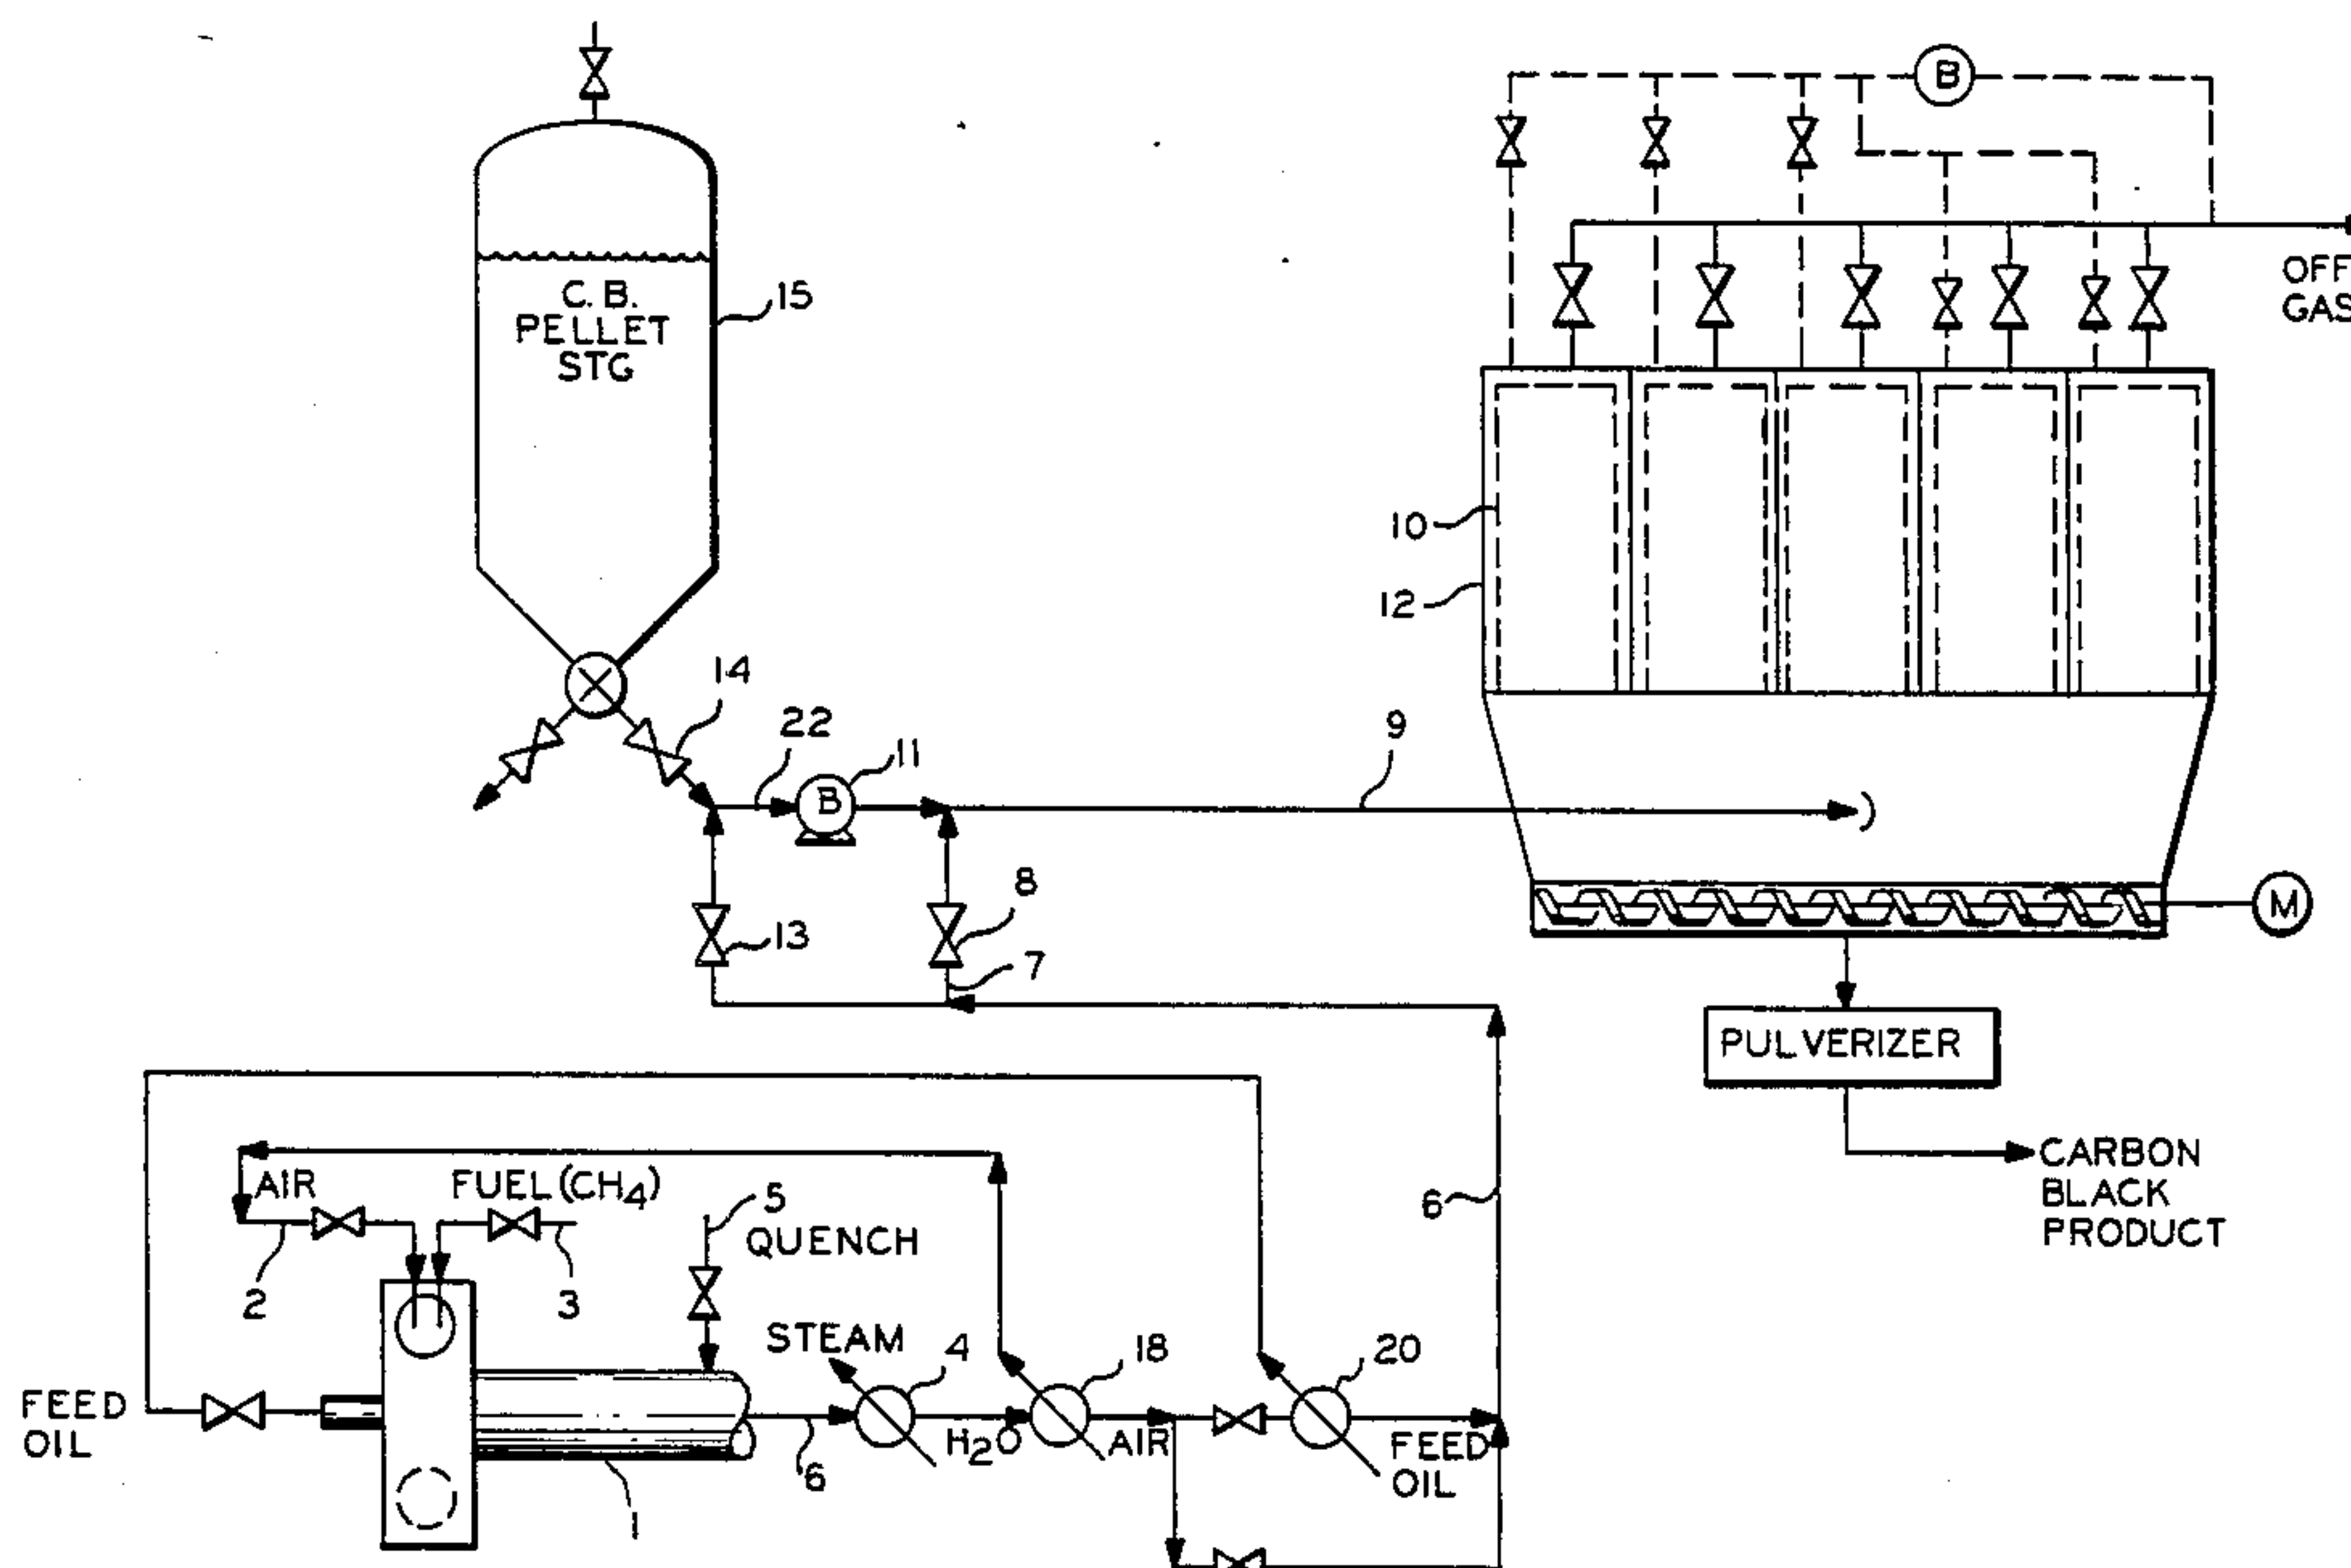 B
OFF
GAS
C. B.
PELLET
STG
15
10
12
14
22
11
B
9
8
13
7
M
PULVERIZER
CARBON
BLACK
PRODUCT
6
AIR
FUEL (CH4)
5
QUENCH
2
3
STEAM
4
18
20
FEED
OIL
H2O
AIR
FEED
OIL
6
1